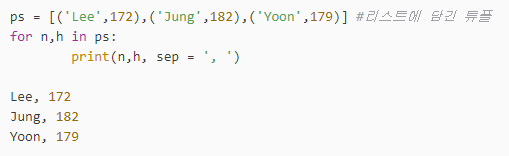 ps = [('Lee',172),('Jung',182),('Yoon',179)] #리스트에 담긴 튜플
for n,h in ps:
        print(n,h, sep = ', ')
Lee, 172
Jung, 182
Yoon, 179